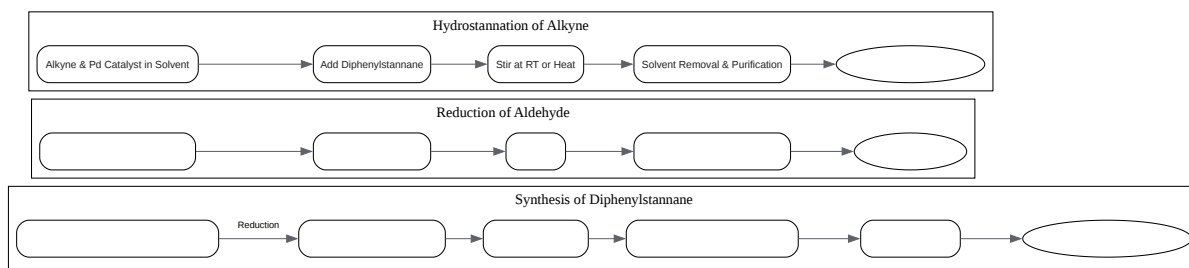 Hydrostannation of Alkyne
Alkyne & Pd Catalyst in Solvent
Add Diphenylstannane
Stir at RT or Heat
Solvent Removal & Purification
Reduction of Aldehyde
Synthesis of Diphenylstannane
Reduction